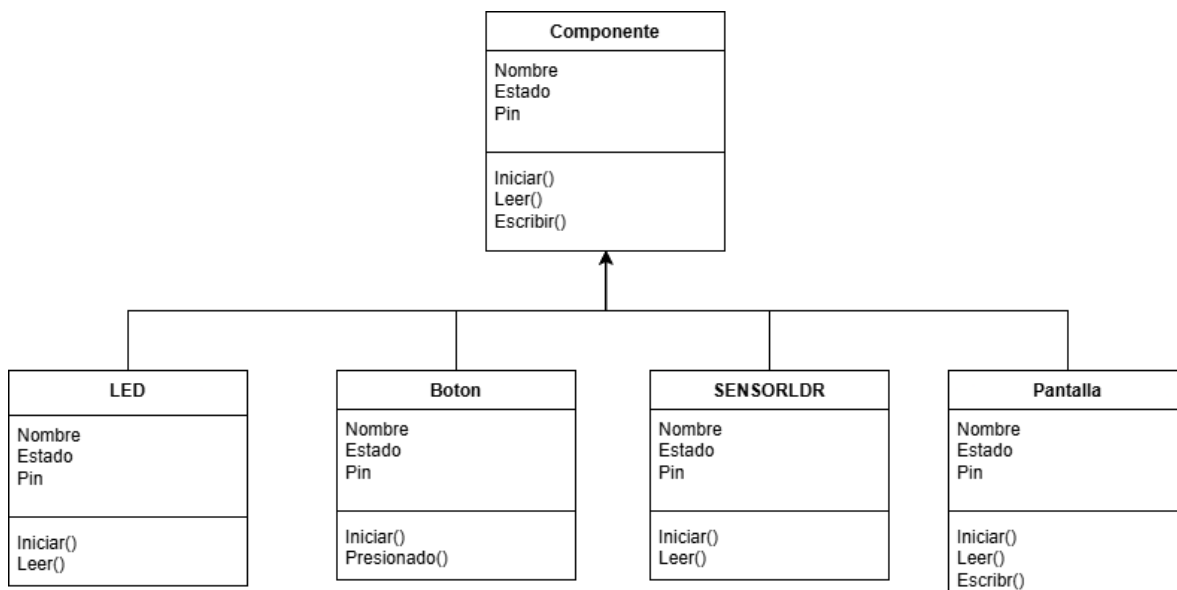 Componente
Nombre
Estado
Pin
Iniciar()
Leer()
Escribir()
LED
Nombre
Estado
Pin
Iniciar()
Leer()
Boton
Nombre
Estado
Pin
Iniciar()
Presionado()
SENSORLDR
Nombre
Estado
Pin
Iniciar()
Leer()
Pantalla
Nombre
Estado
Pin
Iniciar()
Leer()
Escribr()